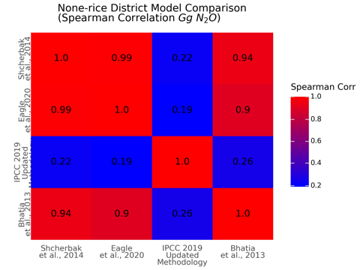 None-rice District Model Comparison
(Spearman Correlation Gg N₂O)
Shcherbak
et al., 2014
1.0 0.99 0.22 0.94
Eagle
et al., 2020
0.99 1.0 0.19 0.9
IPCC 2019
Updated
Methodology
0.22 0.19 1.0 0.26
Bhatia
et al., 2013
0.94 0.9 0.26 1.0
Shcherbak
et al., 2014
Eagle
et al., 2020
IPCC 2019
Updated
Methodology
Bhatia
et al., 2013
Spearman Corr
1.0
0.8
0.6
0.4
0.2